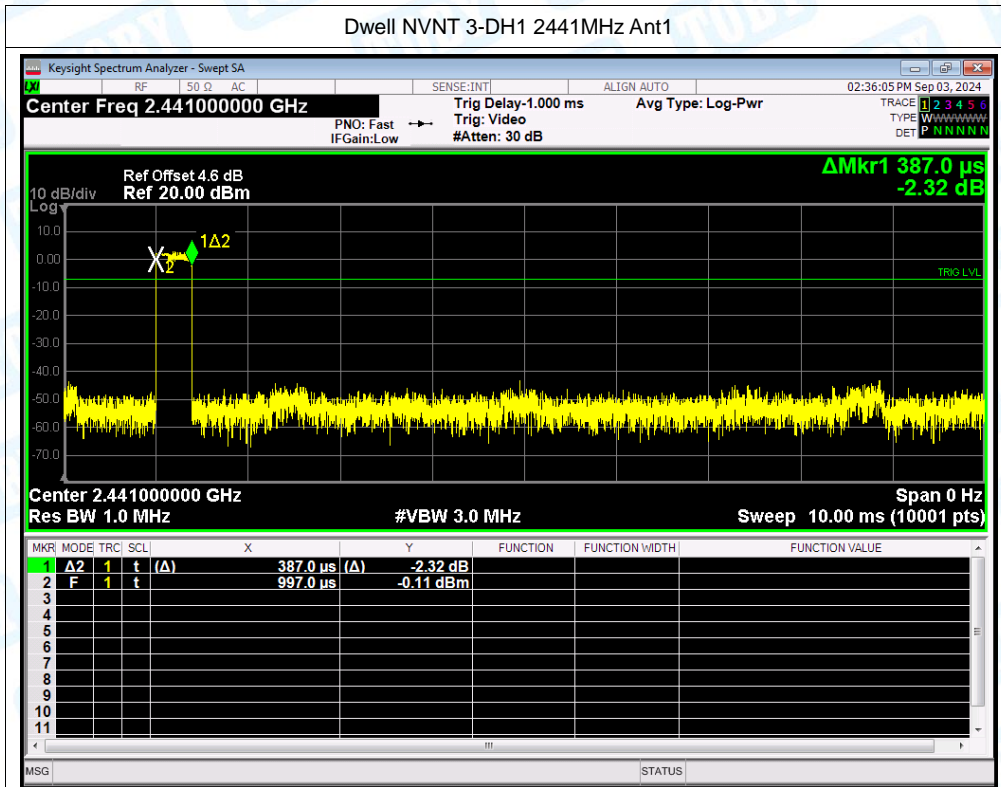 Dwell NVNT 3-DH1 2441MHz Ant1
Keysight Spectrum Analyzer - Swept SA
LXI RF 50 Ω AC SENSE:INT ALIGN AUTO 02:36:05 PM Sep 03, 2024
Center Freq 2.441000000 GHz
PNO: Fast
IFGain:Low
Trig Delay-1.000 ms
Trig: Video
#Atten: 30 dB
Avg Type: Log-Pwr
TRACE 1 2 3 4 5 6
TYPE WWWWWW
DET P N N N N N
ΔMkr1 387.0 µs
-2.32 dB
Ref Offset 4.6 dB
10 dB/div Ref 20.00 dBm
Log
10.0
0.00
-10.0
-20.0
-30.0
-40.0
-50.0
-60.0
-70.0
1Δ2
2
TRIG LVL
Center 2.441000000 GHz Span 0 Hz
Res BW 1.0 MHz #VBW 3.0 MHz Sweep 10.00 ms (10001 pts)
MKR MODE TRC SCL X Y FUNCTION FUNCTION WIDTH FUNCTION VALUE
1 Δ2 1 t (Δ) 387.0 µs (Δ) -2.32 dB
2 F 1 t 997.0 µs -0.11 dBm
3
4
5
6
7
8
9
10
11
MSG STATUS